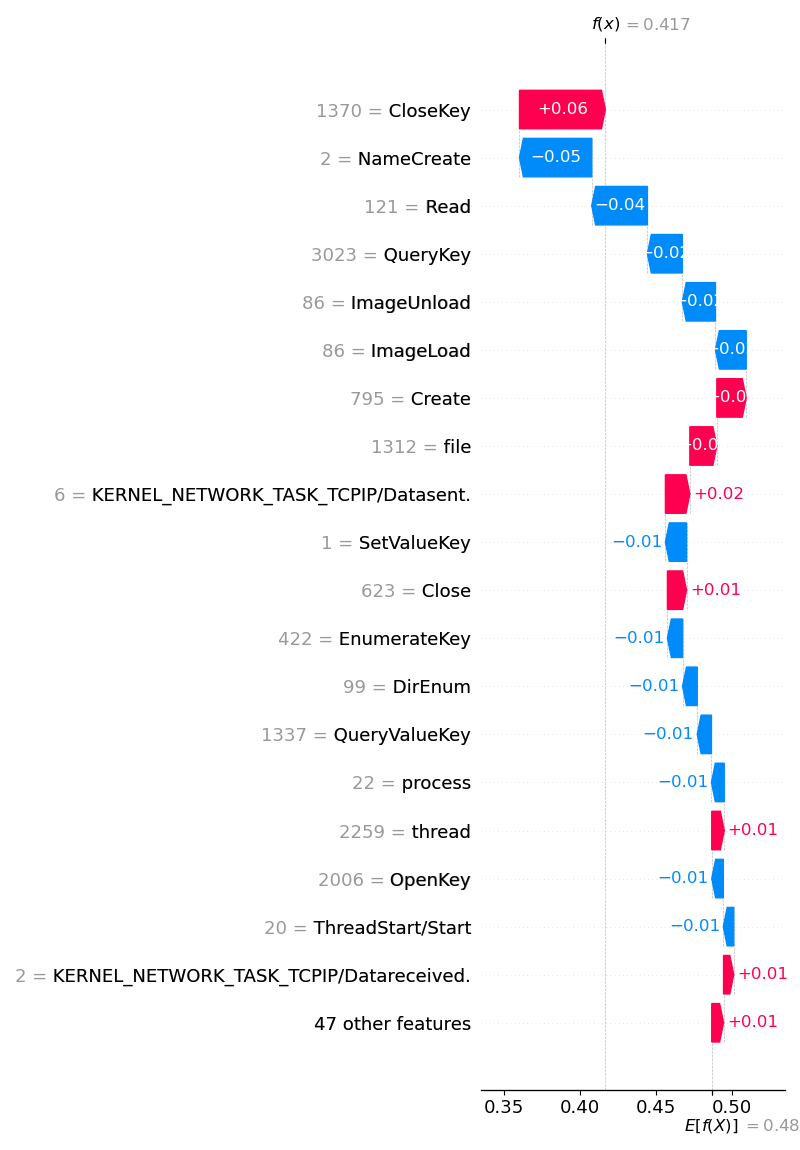 f(x) = 0.417
1370 = CloseKey +0.06
2 = NameCreate −0.05
121 = Read −0.04
3023 = QueryKey −0.02
86 = ImageUnload
86 = ImageLoad
795 = Create
1312 = file
6 = KERNEL_NETWORK_TASK_TCPIP/Datasent. +0.02
1 = SetValueKey −0.01
623 = Close +0.01
422 = EnumerateKey −0.01
99 = DirEnum −0.01
1337 = QueryValueKey −0.01
22 = process −0.01
2259 = thread +0.01
2006 = OpenKey −0.01
20 = ThreadStart/Start −0.01
2 = KERNEL_NETWORK_TASK_TCPIP/Datareceived. +0.01
47 other features +0.01
0.35 0.40 0.45 0.50
E[f(X)] = 0.48